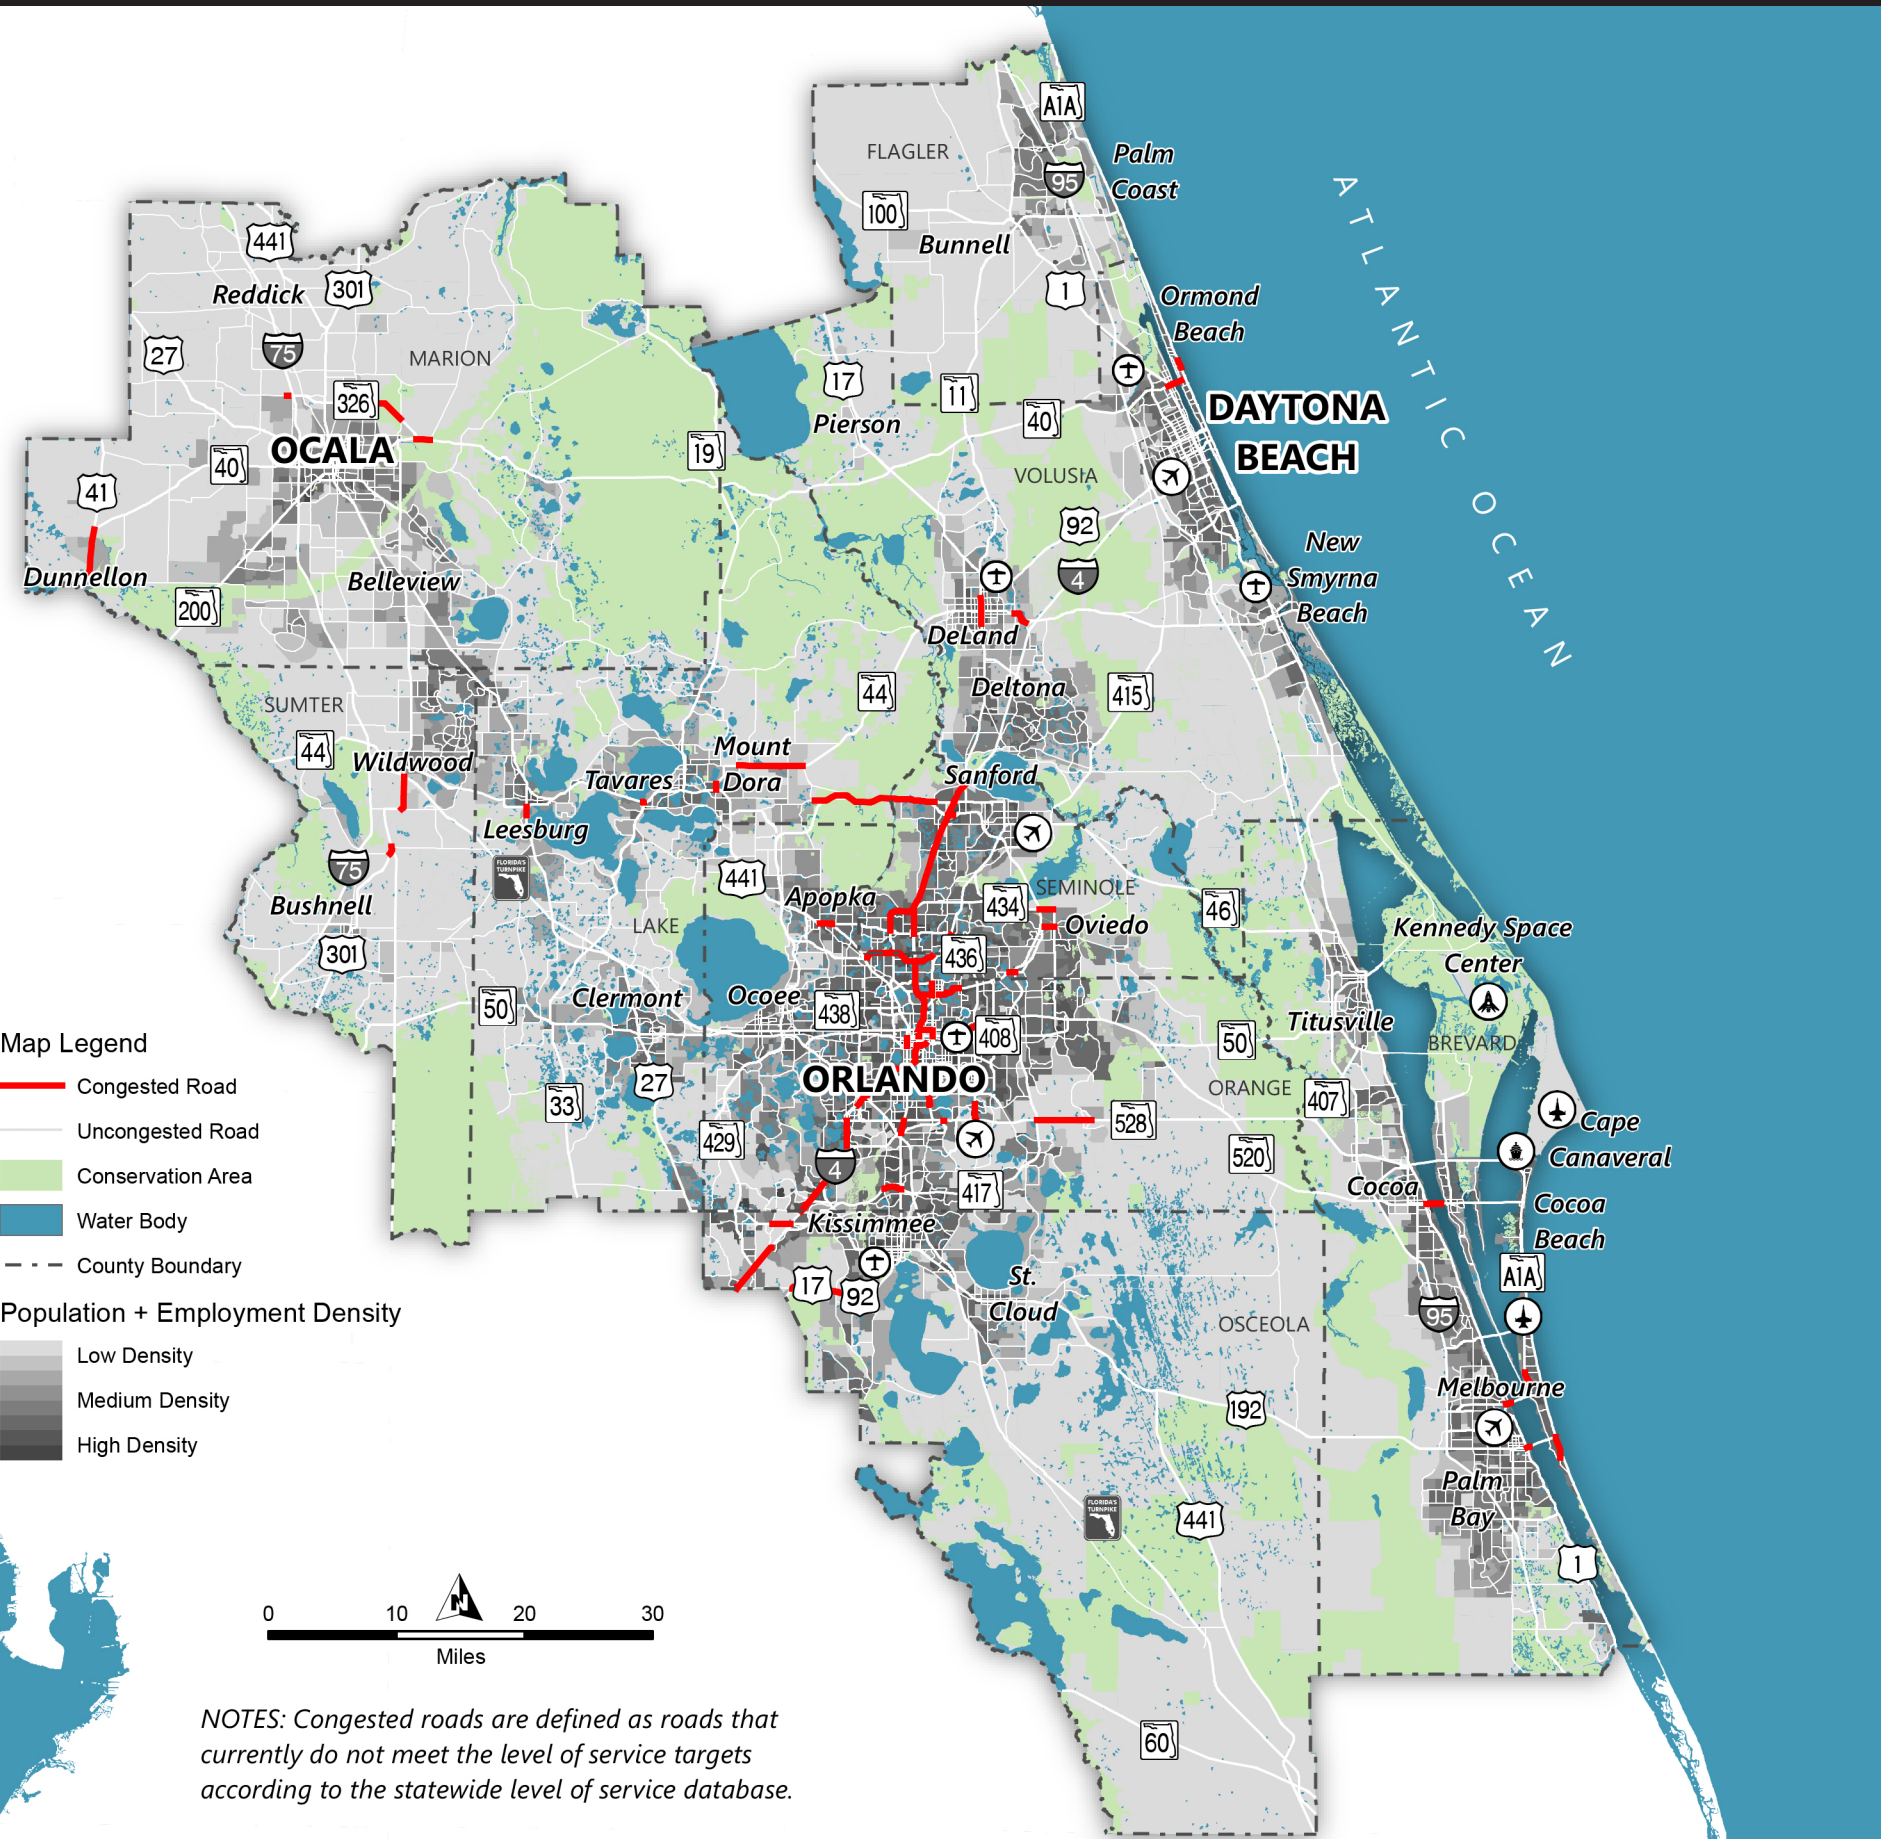 A1A
Palm
Coast
FLAGLER
95
100
Bunnell
441
Reddick
301
1
Ormond
Beach
27
75
MARION
17
11
326
Pierson
40
DAYTONA
BEACH
OCALA
40
19
VOLUSIA
41
92
4
New
Smyrna
Beach
Dunnellon
200
Belleview
DeLand
ATLANTIC OCEAN
SUMTER
44
44
Deltona
415
Wildwood
Mount
Dora
Tavares
Sanford
Leesburg
75
FLORIDA'S
TURNPIKE
441
Bushnell
Apopka
434
SEMINOLE
46
Oviedo
LAKE
301
436
Kennedy Space
Center
50
Clermont
Ocoee
438
408
Titusville
50
BREVARD
27
ORLANDO
ORANGE
407
33
429
528
Cape
Canaveral
4
520
417
Cocoa
Cocoa
Beach
Kissimmee
17
92
St.
Cloud
A1A
OSCEOLA
95
Melbourne
192
Palm
Bay
FLORIDA'S
TURNPIKE
441
1
60
Map Legend
Congested Road
Uncongested Road
Conservation Area
Water Body
County Boundary
Population + Employment Density
Low Density
Medium Density
High Density
N
0 10 20 30
Miles
NOTES: Congested roads are defined as roads that
currently do not meet the level of service targets
according to the statewide level of service database.